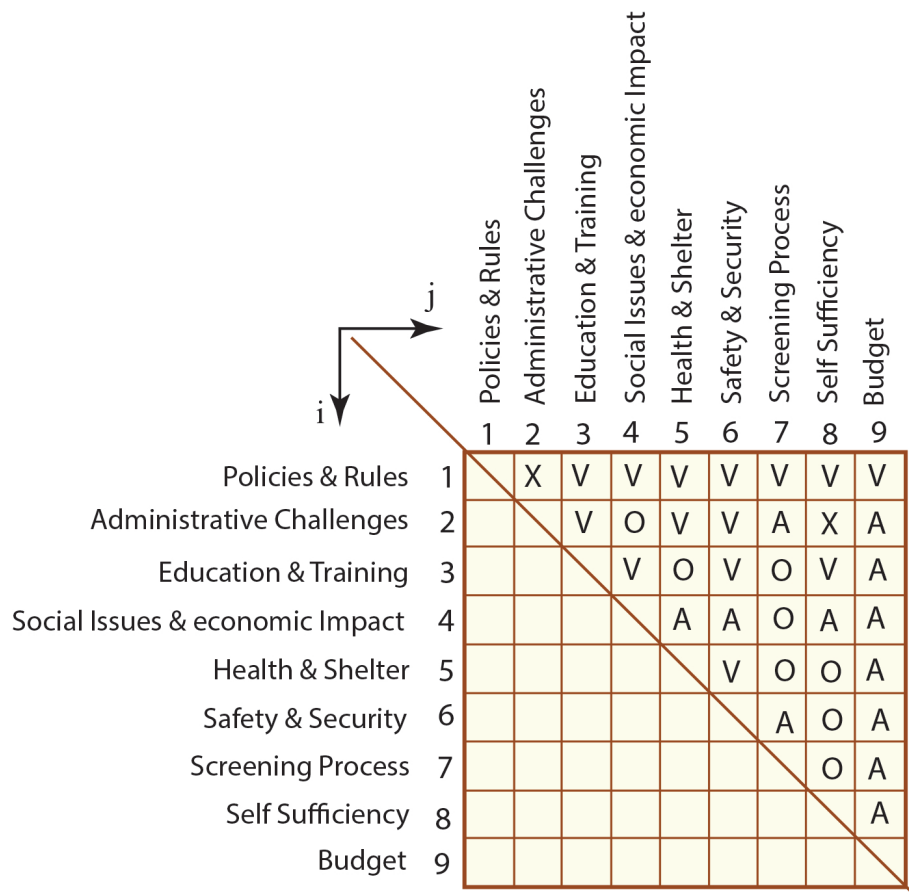 Policies & Rules
Administrative Challenges
Education & Training
Social Issues & economic Impact
Health & Shelter
Safety & Security
Screening Process
Self Sufficiency
Budget
j
i
1 2 3 4 5 6 7 8 9
Policies & Rules 1 X V V V V V V V
Administrative Challenges 2 V O V V A X A
Education & Training 3 V O V O V A
Social Issues & economic Impact 4 A A O A A
Health & Shelter 5 V O O A
Safety & Security 6 A O A
Screening Process 7 O A
Self Sufficiency 8 A
Budget 9